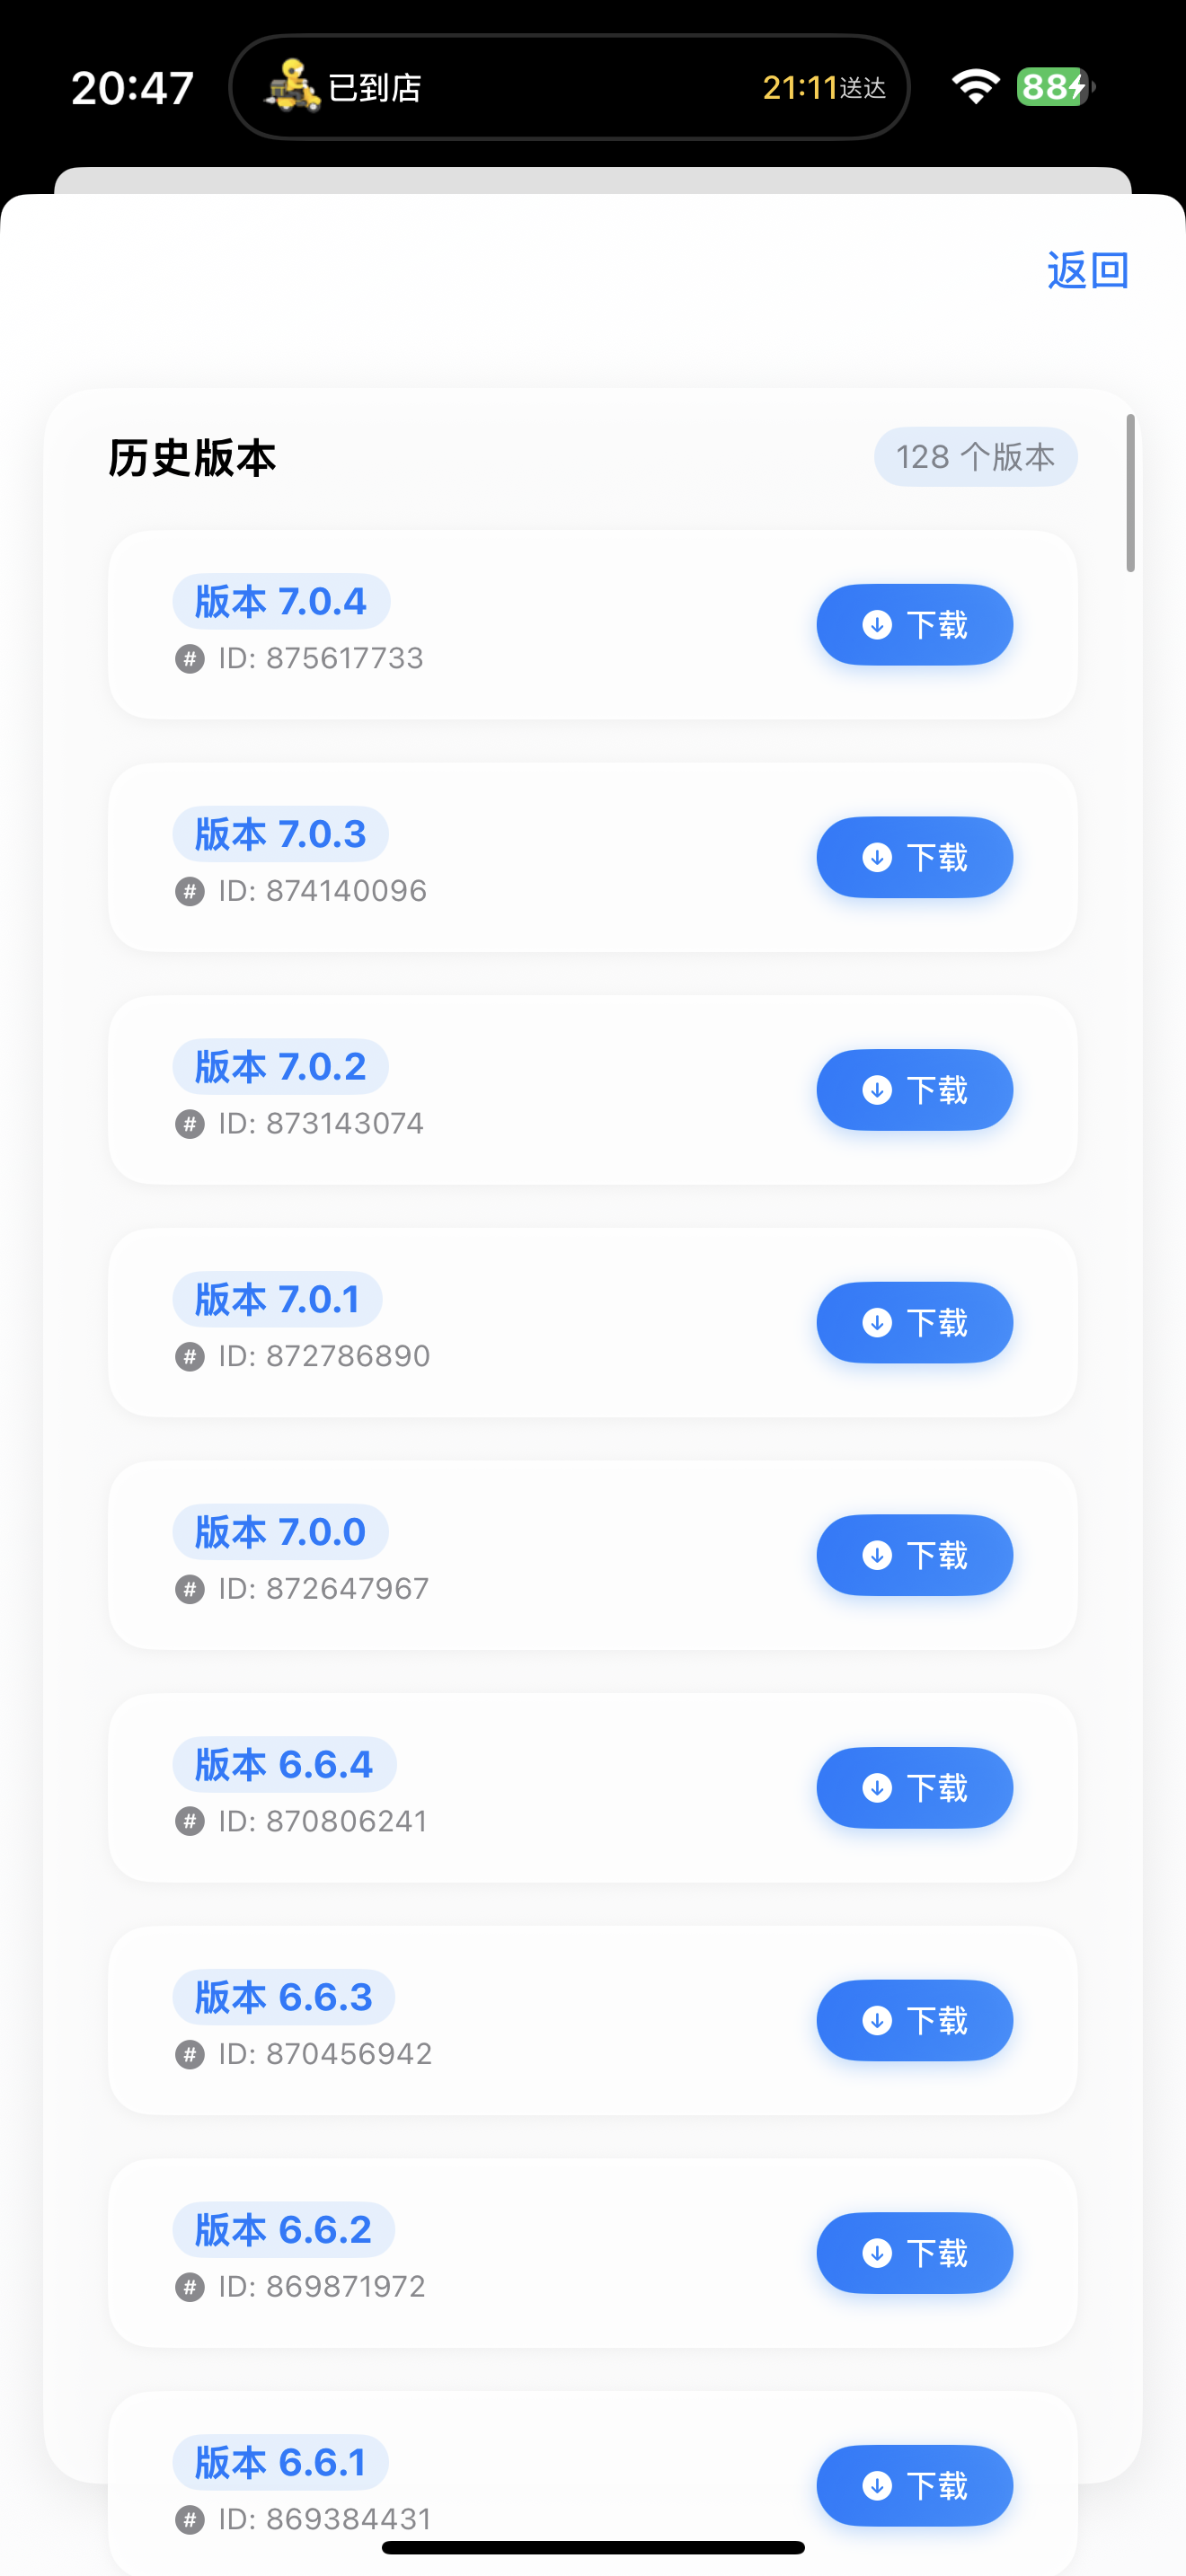 20:47
已到店
21:11送达
88
返回
历史版本
128 个版本
版本 7.0.4
# ID: 875617733
下载
版本 7.0.3
# ID: 874140096
下载
版本 7.0.2
# ID: 873143074
下载
版本 7.0.1
# ID: 872786890
下载
版本 7.0.0
# ID: 872647967
下载
版本 6.6.4
# ID: 870806241
下载
版本 6.6.3
# ID: 870456942
下载
版本 6.6.2
# ID: 869871972
下载
版本 6.6.1
# ID: 869384431
下载